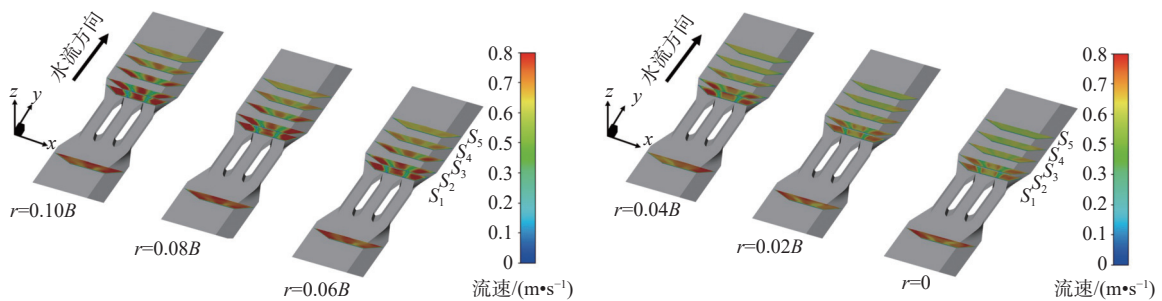 水流方向
z
y
x
r=0.10B
r=0.08B
r=0.06B
S₁ S₂ S₃ S₄ S₅
0.8
0.7
0.6
0.5
0.4
0.3
0.2
0.1
0
流速/(m•s⁻¹)
水流方向
z
y
x
r=0.04B
r=0.02B
r=0
S₁ S₂ S₃ S₄ S₅
0.8
0.7
0.6
0.5
0.4
0.3
0.2
0.1
0
流速/(m•s⁻¹)